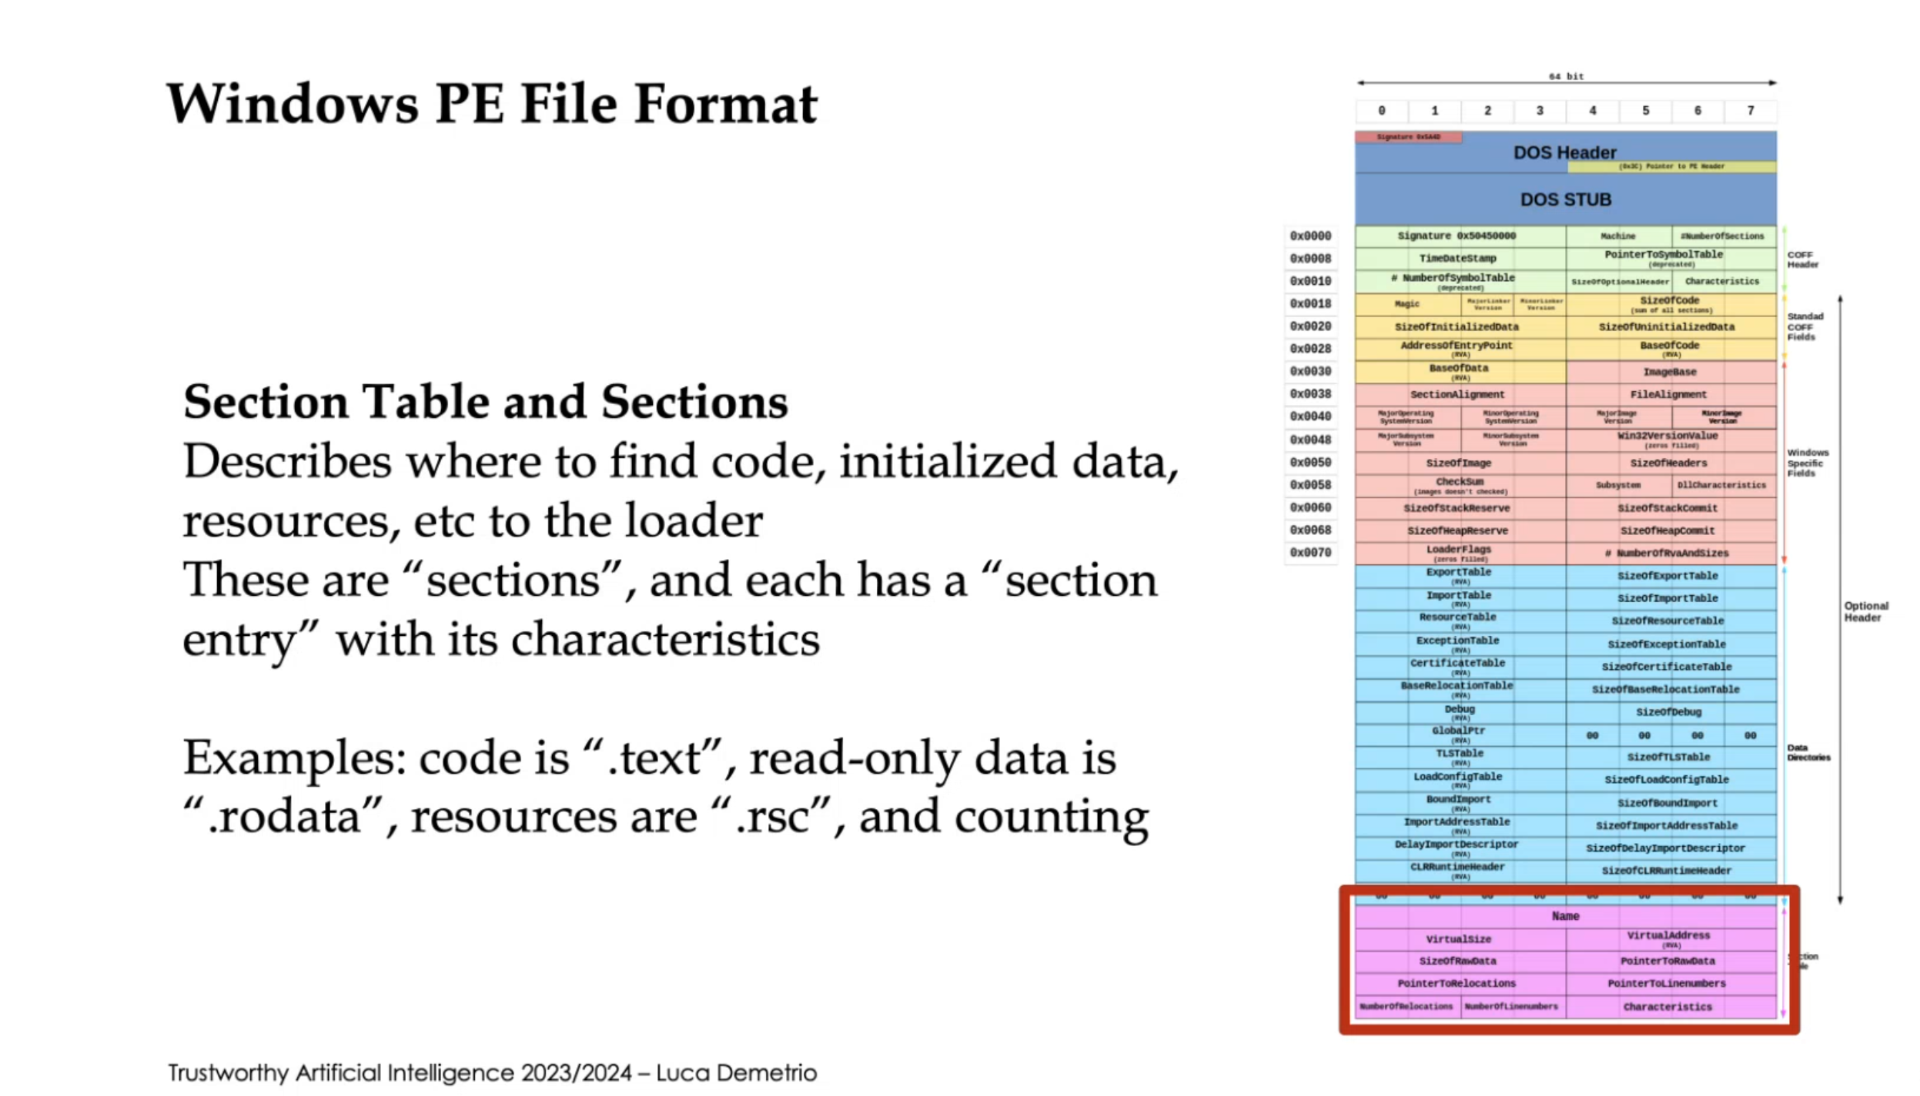 Windows PE File Format
Section Table and Sections
Describes where to find code, initialized data,
resources, etc to the loader
These are “sections”, and each has a “section
entry” with its characteristics
Examples: code is “.text”, read-only data is
“.rodata”, resources are “.rsc”, and counting
Trustworthy Artificial Intelligence 2023/2024 – Luca Demetrio
64 bit
0 1 2 3 4 5 6 7
Signature 0x5A4D
DOS Header
(0x3C) Pointer to PE Header
DOS STUB
0x0000 Signature 0x50450000 Machine #NumberOfSections
0x0008 TimeDateStamp PointerToSymbolTable
(deprecated)
COFF
Header
0x0010 # NumberOfSymbolTable SizeOfOptionalHeader Characteristics
(deprecated)
0x0018 Magic MajorLinker Version MinorLinker Version SizeOfCode
(sum of all sections)
Standad
COFF
Fields
0x0020 SizeOfInitializedData SizeOfUninitializedData
0x0028 AddressOfEntryPoint BaseOfCode
(RVA) (RVA)
0x0030 BaseOfData ImageBase
(RVA)
0x0038 SectionAlignment FileAlignment
0x0040 MajorOperating SystemVersion MinorOperating SystemVersion MajorImage Version MinorImage Version
0x0048 MajorSubsystem Version MinorSubsystem Version Win32VersionValue
(zeros filled)
Windows
Specific
Fields
0x0050 SizeOfImage SizeOfHeaders
0x0058 CheckSum Subsystem DllCharacteristics
(images doesn't checked)
0x0060 SizeOfStackReserve SizeOfStackCommit
0x0068 SizeOfHeapReserve SizeOfHeapCommit
0x0070 LoaderFlags # NumberOfRvaAndSizes
(zeros filled)
ExportTable SizeOfExportTable
(RVA)
ImportTable SizeOfImportTable
(RVA)
Optional
Header
ResourceTable SizeOfResourceTable
(RVA)
ExceptionTable SizeOfExceptionTable
(RVA)
CertificateTable SizeOfCertificateTable
(RVA)
BaseRelocationTable SizeOfBaseRelocationTable
(RVA)
Debug SizeOfDebug
(RVA)
GlobalPtr 00 00 00 00
(RVA)
Data
Directories
TLSTable SizeOfTLSTable
(RVA)
LoadConfigTable SizeOfLoadConfigTable
(RVA)
BoundImport SizeOfBoundImport
(RVA)
ImportAddressTable SizeOfImportAddressTable
(RVA)
DelayImportDescriptor SizeOfDelayImportDescriptor
(RVA)
CLRRuntimeHeader SizeOfCLRRuntimeHeader
(RVA)
Name
VirtualSize VirtualAddress
(RVA)
SizeOfRawData PointerToRawData
PointerToRelocations PointerToLinenumbers
NumberOfRelocations NumberOfLinenumbers Characteristics